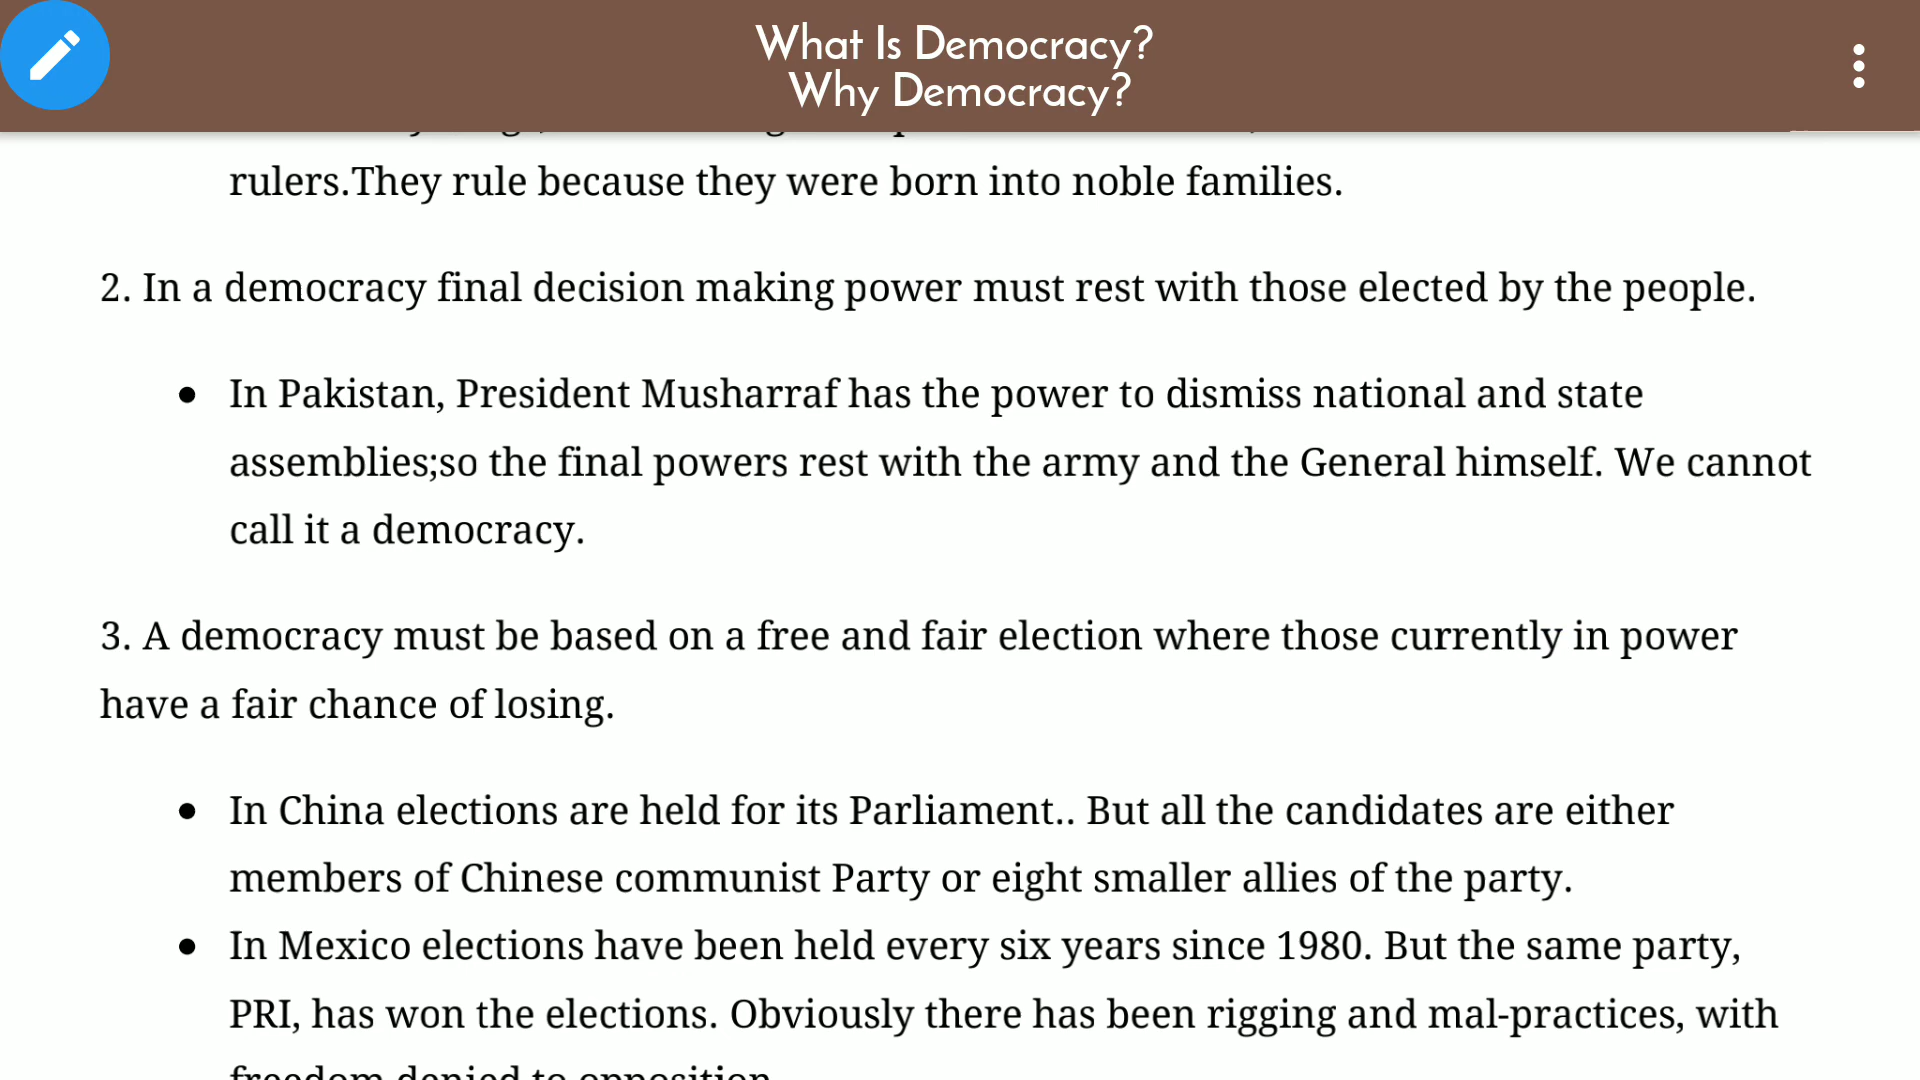 What Is Democracy?
Why Democracy?
rulers.They rule because they were born into noble families.
2. In a democracy final decision making power must rest with those elected by the people.
● In Pakistan, President Musharraf has the power to dismiss national and state
assemblies;so the final powers rest with the army and the General himself. We cannot
call it a democracy.
3. A democracy must be based on a free and fair election where those currently in power
have a fair chance of losing.
● In China elections are held for its Parliament.. But all the candidates are either
members of Chinese communist Party or eight smaller allies of the party.
● In Mexico elections have been held every six years since 1980. But the same party,
PRI, has won the elections. Obviously there has been rigging and mal-practices, with
freedom denied to opposition